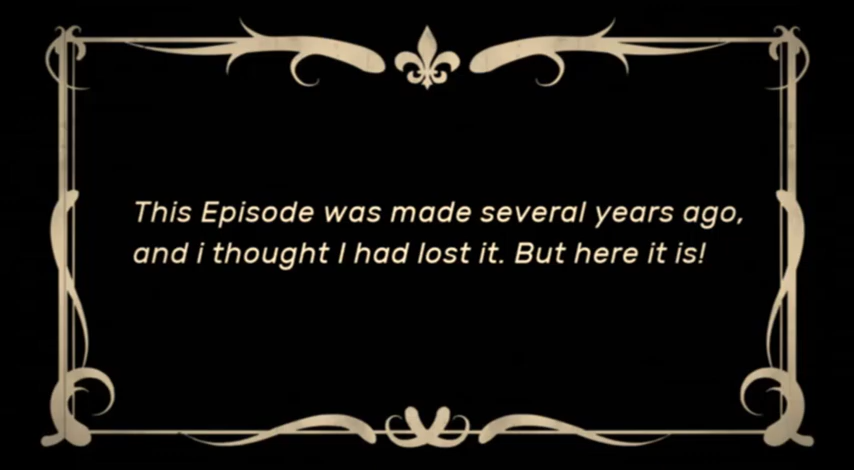 This Episode was made several years ago,
and i thought I had lost it. But here it is!